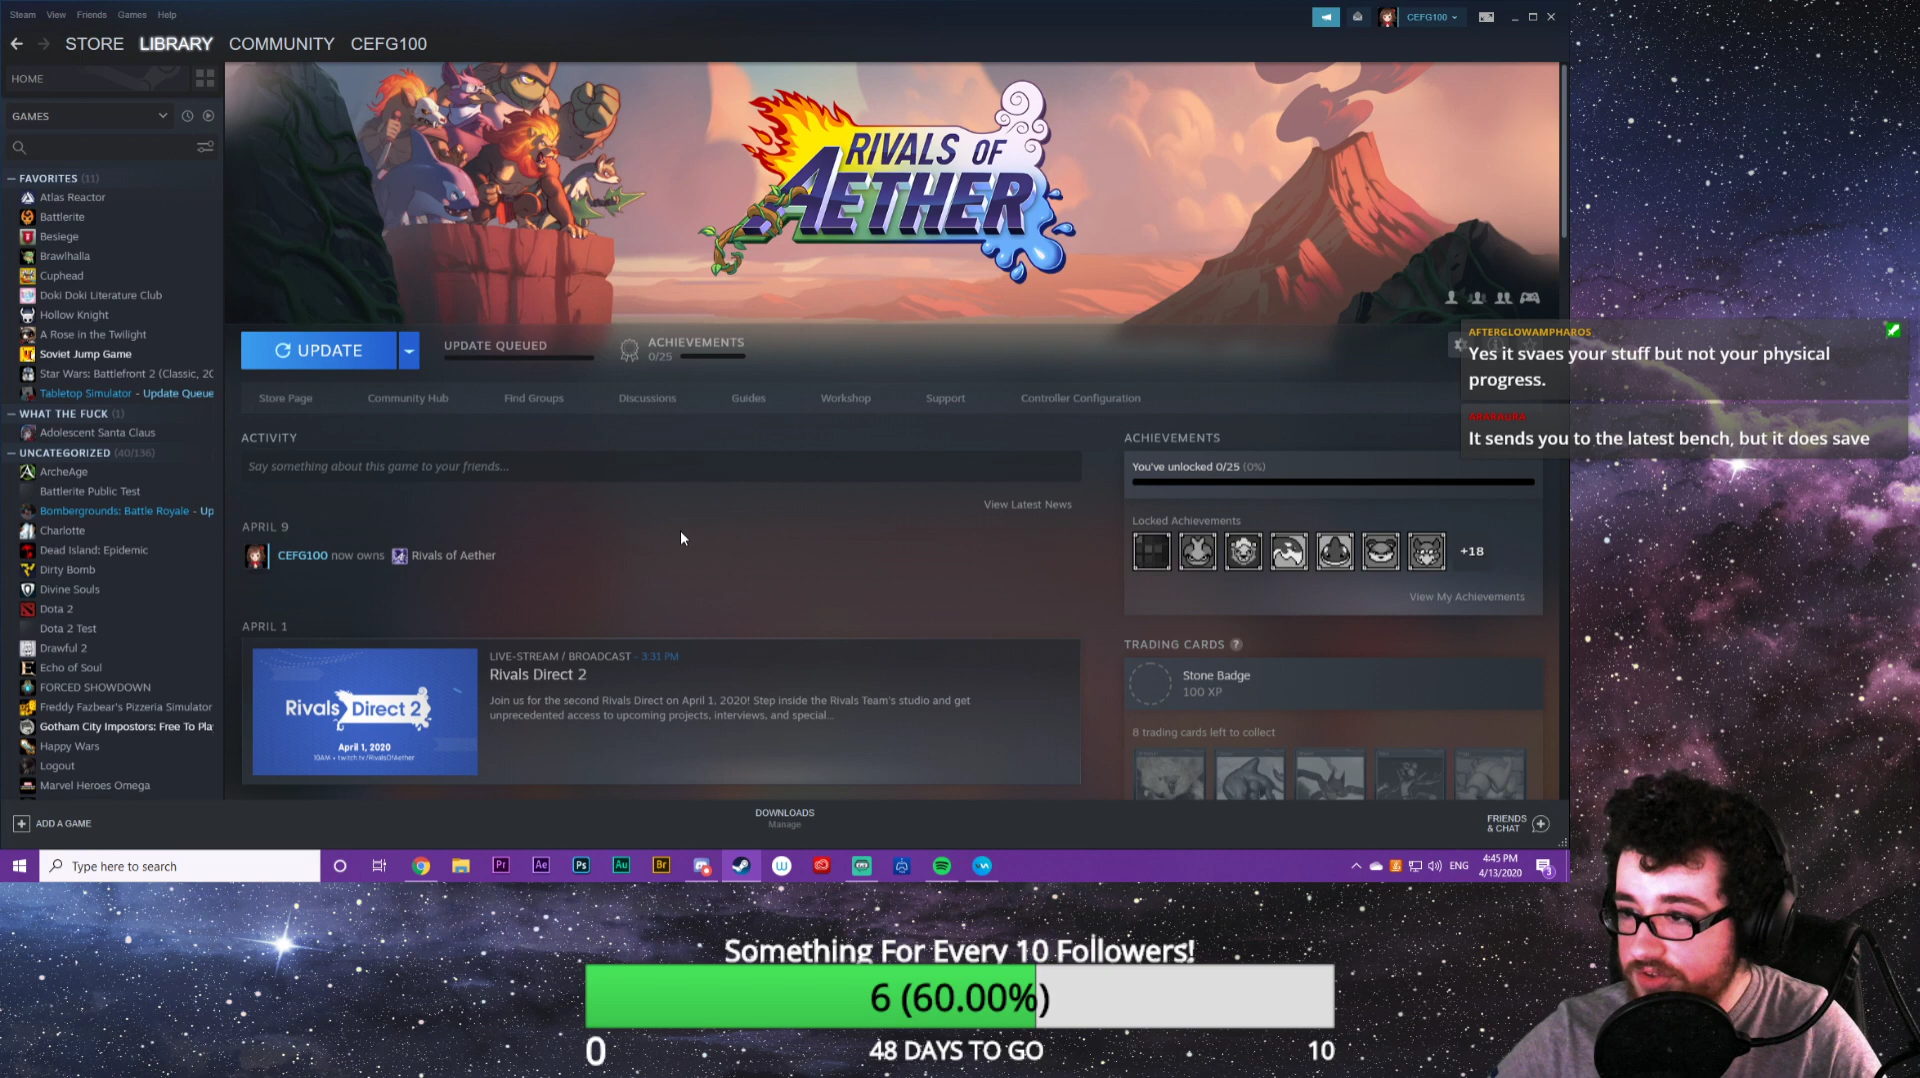 Steam View Friends Games Help
CEFG100
STORE LIBRARY COMMUNITY CEFG100
HOME
GAMES
FAVORITES (11)
Atlas Reactor
Battlerite
Besiege
Brawlhalla
Cuphead
Doki Doki Literature Club
Hollow Knight
A Rose in the Twilight
Soviet Jump Game
Star Wars: Battlefront 2 (Classic, 20
Tabletop Simulator - Update Queue
WHAT THE FUCK (1)
Adolescent Santa Claus
UNCATEGORIZED (40/136)
ArcheAge
Battlerite Public Test
Bombergrounds: Battle Royale - Up
Charlotte
Dead Island: Epidemic
Dirty Bomb
Divine Souls
Dota 2
Dota 2 Test
Drawful 2
Echo of Soul
FORCED SHOWDOWN
Freddy Fazbear's Pizzeria Simulator
Gotham City Impostors: Free To Pla
Happy Wars
Logout
Marvel Heroes Omega
ADD A GAME
RIVALS OF
AETHER
UPDATE
UPDATE QUEUED
ACHIEVEMENTS
0/25
Store Page Community Hub Find Groups Discussions Guides Workshop Support Controller Configuration
ACTIVITY
Say something about this game to your friends...
View Latest News
APRIL 9
CEFG100 now owns Rivals of Aether
APRIL 1
Rivals Direct 2
April 1, 2020
10AM • twitch.tv/RivalsOfAether
LIVE-STREAM / BROADCAST - 3:31 PM
Rivals Direct 2
Join us for the second Rivals Direct on April 1, 2020! Step inside the Rivals Team's studio and get
unprecedented access to upcoming projects, interviews, and special...
ACHIEVEMENTS
You've unlocked 0/25 (0%)
Locked Achievements
+18
View My Achievements
TRADING CARDS ?
Stone Badge
100 XP
8 trading cards left to collect
AFTERGLOWAMPHAROS
Yes it svaes your stuff but not your physical
progress.
It sends you to the latest bench, but it does save
DOWNLOADS
Manage
FRIENDS
& CHAT
Type here to search
Pr Ae Ps Au Br
ENG
4:45 PM
4/13/2020
3
Something For Every 10 Followers!
6 (60.00%)
0 48 DAYS TO GO 10